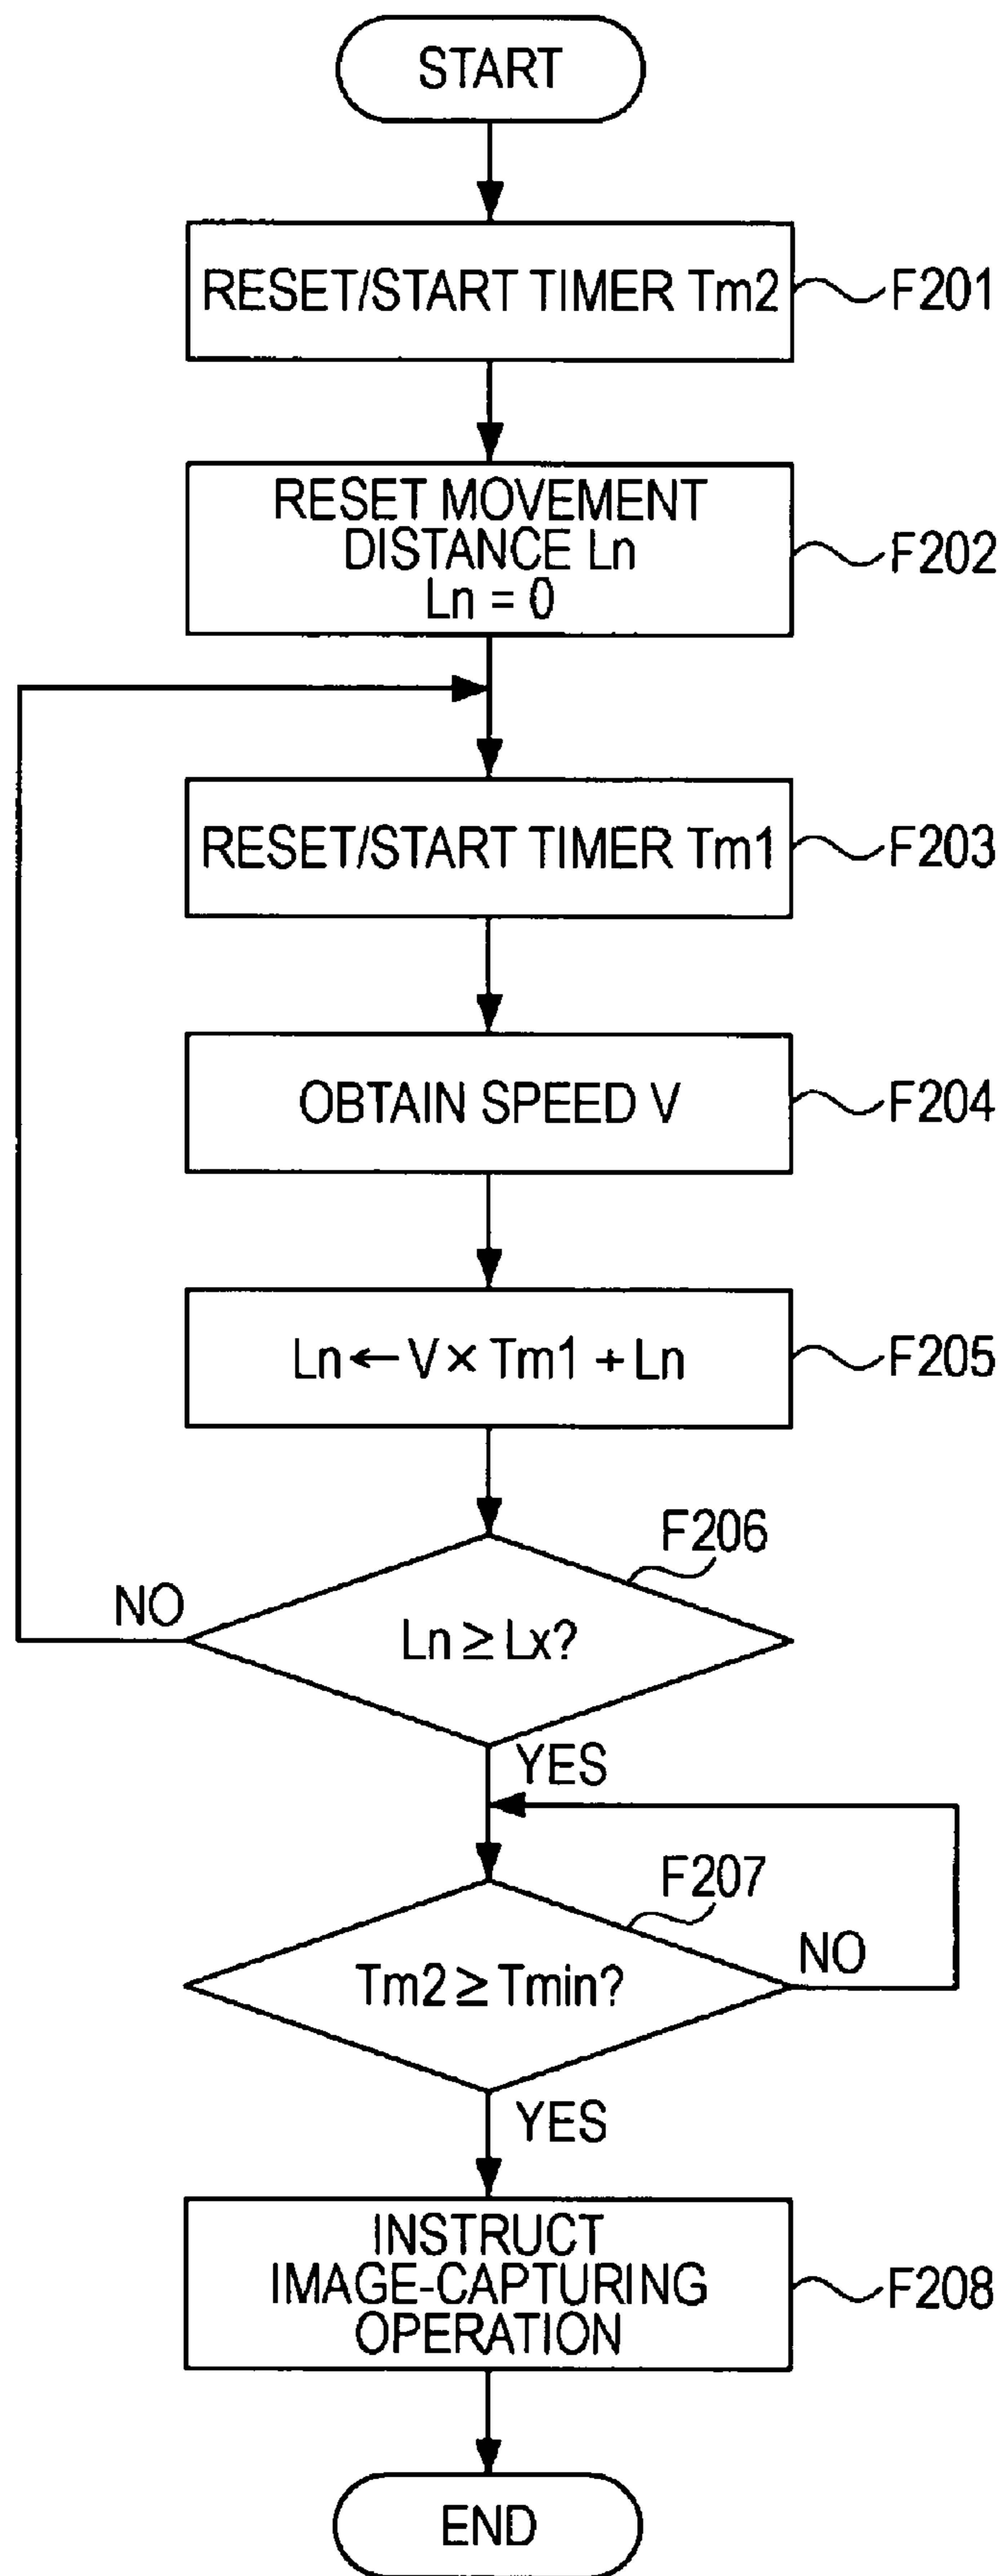 START
RESET/START TIMER Tm2
F201
RESET MOVEMENT
DISTANCE Ln
Ln = 0
F202
RESET/START TIMER Tm1
F203
OBTAIN SPEED V
F204
Ln ← V × Tm1 + Ln
F205
F206
NO
Ln ≥ Lx?
YES
F207
Tm2 ≥ Tmin?
NO
YES
INSTRUCT
IMAGE-CAPTURING
OPERATION
F208
END